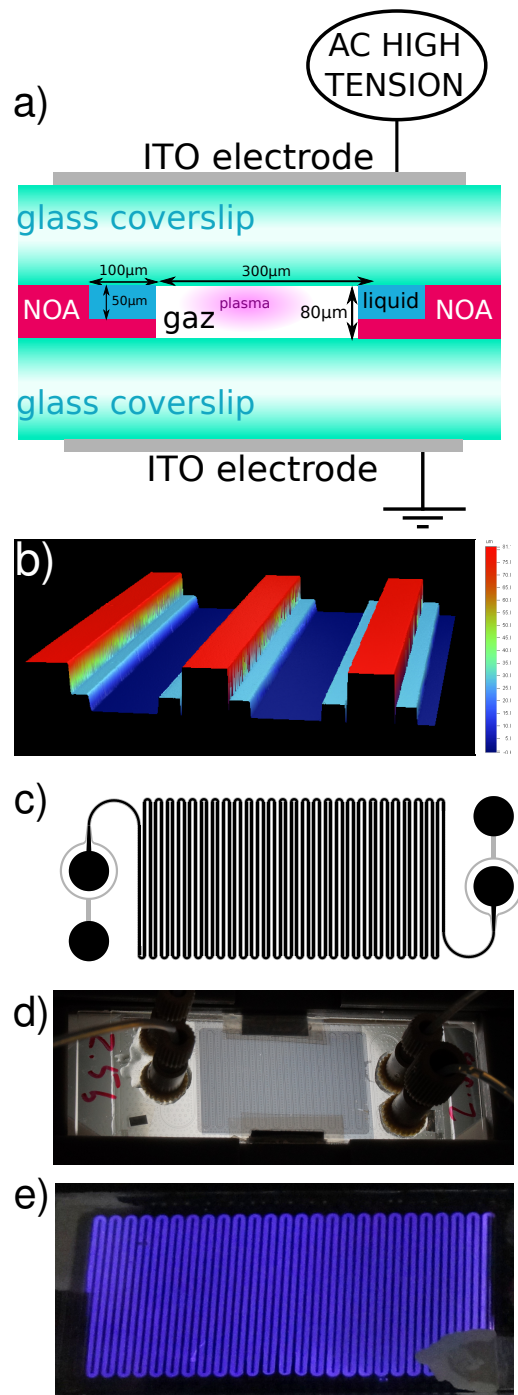 AC HIGH
TENSION
a)
ITO electrode
glass coverslip
100µm
300µm
NOA
50µm
plasma
gaz
80µm
liquid
NOA
glass coverslip
ITO electrode
b)
c)
d)
e)